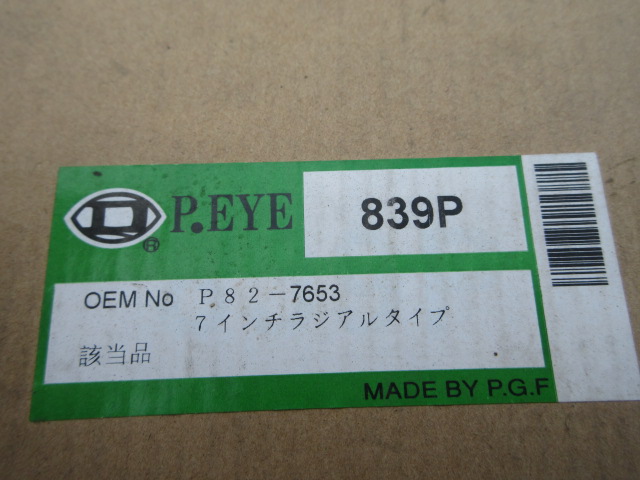 P.EYE
®
839P
OEM No P82-7653
7インチラジアルタイプ
該当品
MADE BY P.G.F